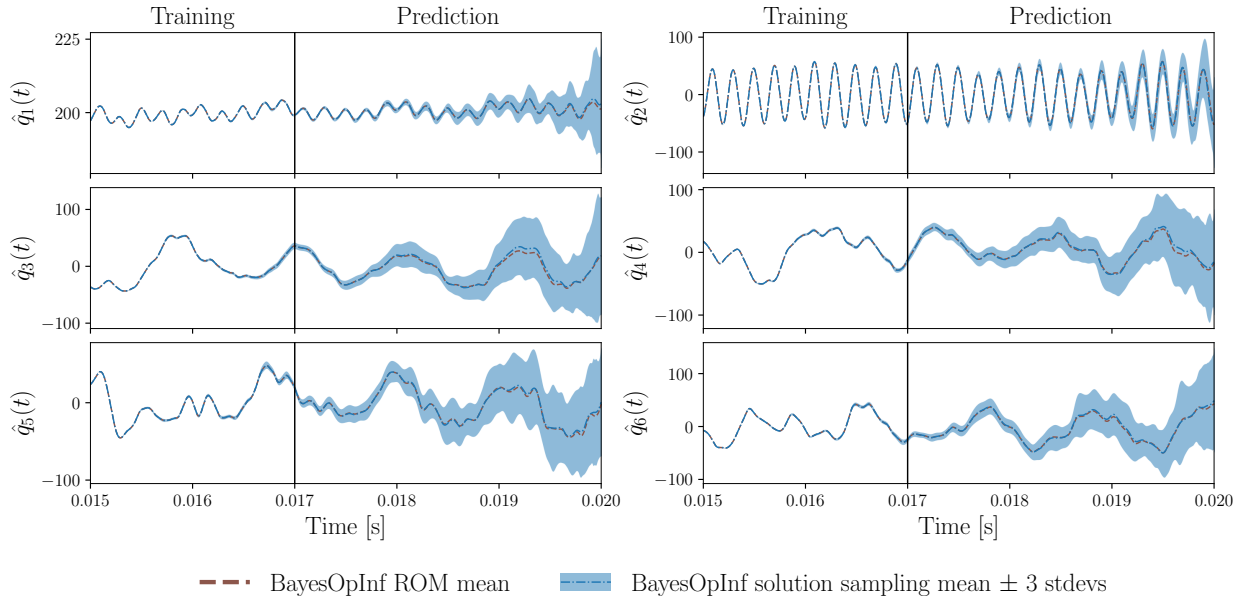 Training Prediction Training Prediction
225
200
q̂₁(t)
100
0
−100
q̂₂(t)
100
0
−100
q̂₃(t)
100
0
−100
q̂₄(t)
0
−100
q̂₅(t)
100
0
−100
q̂₆(t)
0.015 0.016 0.017 0.018 0.019 0.020 0.015 0.016 0.017 0.018 0.019 0.020
Time [s] Time [s]
BayesOpInf ROM mean BayesOpInf solution sampling mean ± 3 stdevs